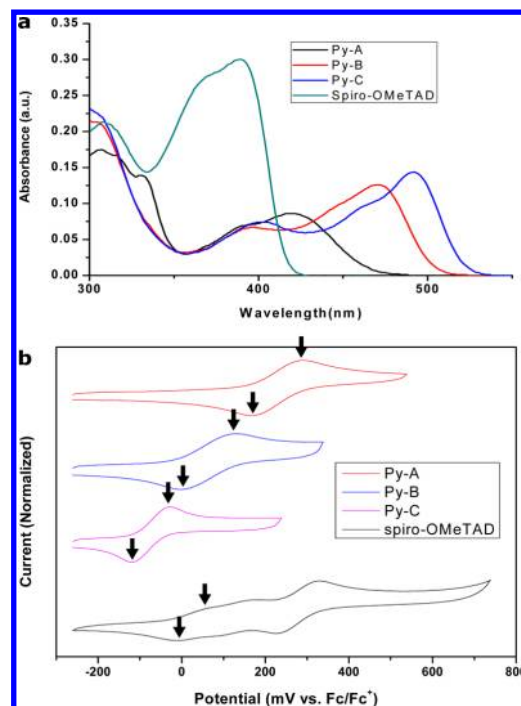 a
0.35
0.30
0.25
0.20
0.15
0.10
0.05
0.00
Absorbance (a.u.)
Py-A
Py-B
Py-C
Spiro-OMeTAD
300
400
500
Wavelength(nm)
b
Current (Normalized)
Py-A
Py-B
Py-C
spiro-OMeTAD
-200
0
200
400
600
800
Potential (mV vs. Fc/Fc+)